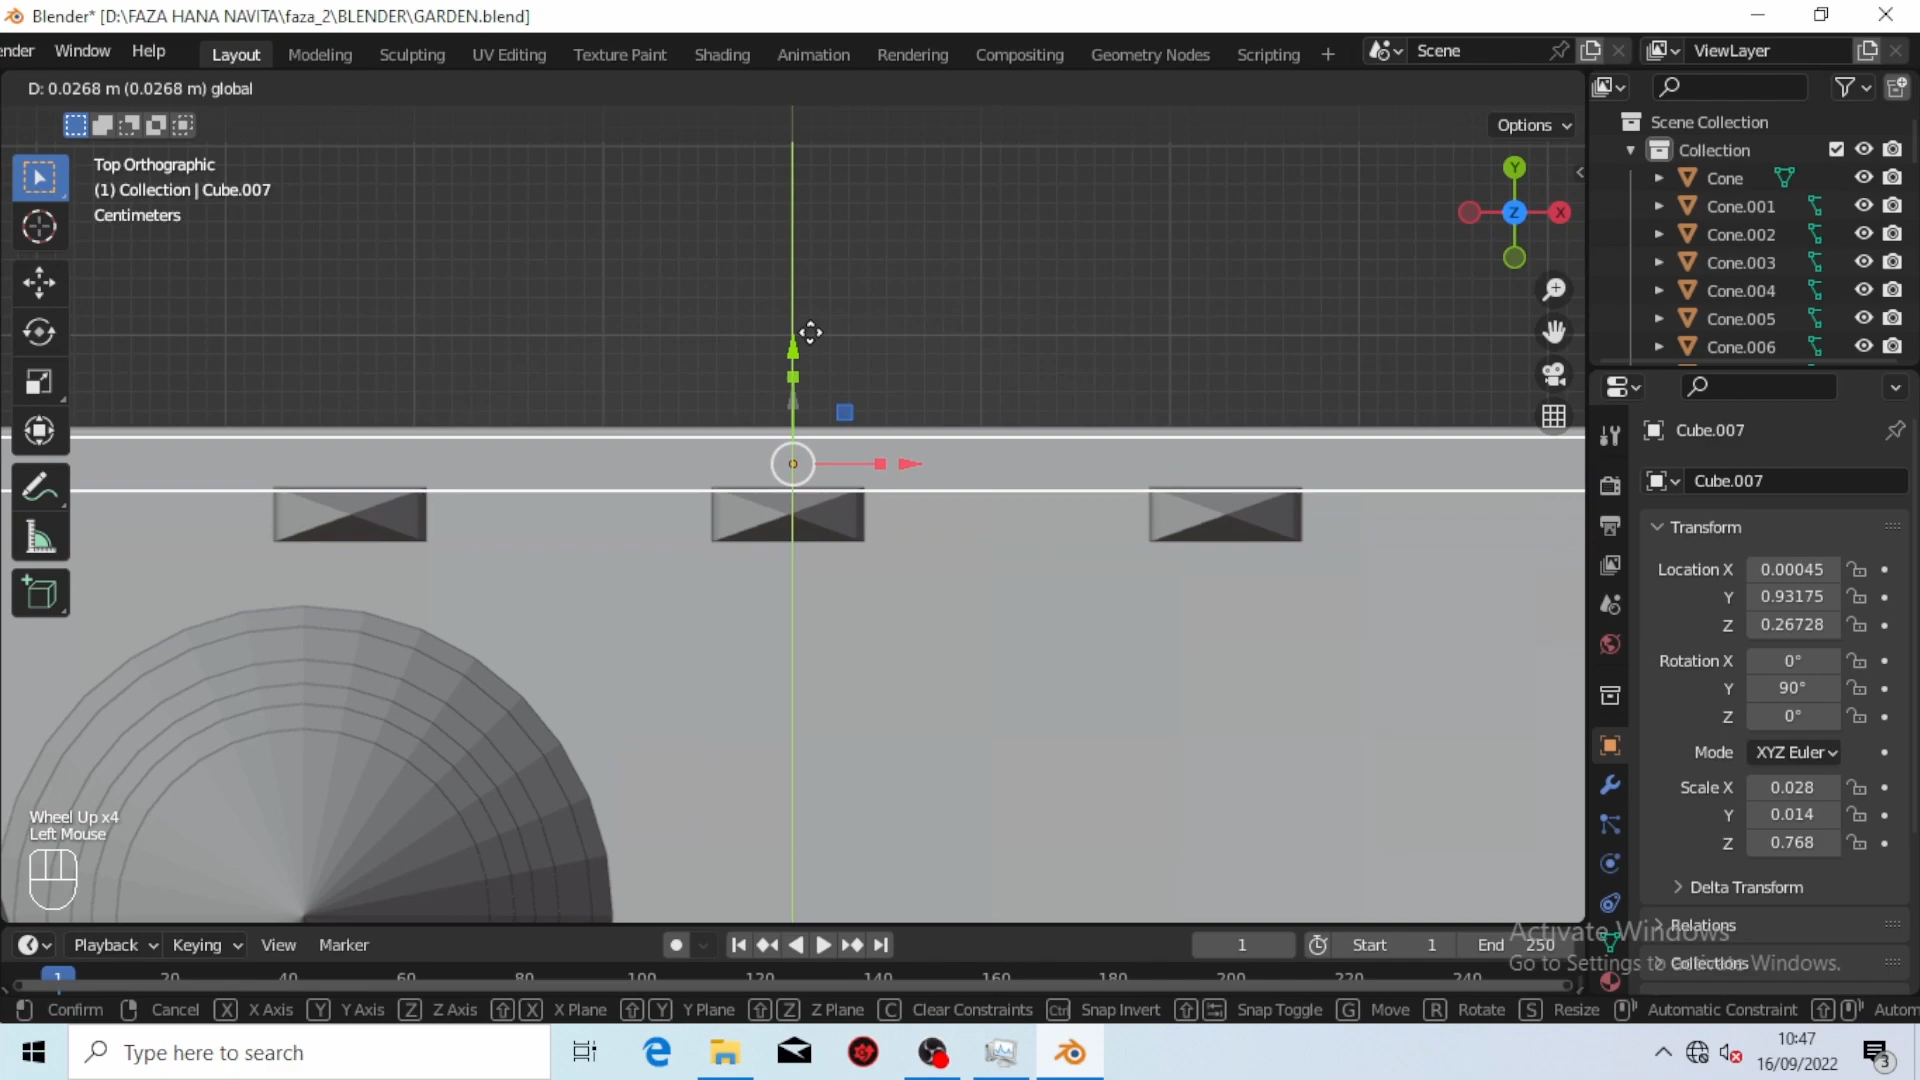 Blender* [D:\FAZA HANA NAVITA\faza_2\BLENDER\GARDEN.blend]
ender Window Help Layout Modeling Sculpting UV Editing Texture Paint Shading Animation Rendering Compositing Geometry Nodes Scripting + Scene ViewLayer
D: 0.0268 m (0.0268 m) global
Options
Top Orthographic
(1) Collection | Cube.007
Centimeters
Y
X
Z
Scene Collection
Collection
Cone
Cone.001
Cone.002
Cone.003
Cone.004
Cone.005
Cone.006
Cube.007
Cube.007
Transform
Location X 0.00045
Y 0.93175
Z 0.26728
Rotation X 0°
Y 90°
Z 0°
Mode XYZ Euler
Scale X 0.028
Y 0.014
Z 0.768
Delta Transform
Relations
Collections
Wheel Up x4
Left Mouse
Activate Windows
Go to Settings to activate Windows.
Playback Keying View Marker 1 Start 1 End 250
1 20 40 60 80 100 120 140 160 180 200 220 240
Confirm Cancel X X Axis Y Y Axis Z Z Axis X X Plane Y Y Plane Z Z Plane C Clear Constraints Ctrl Snap Invert Snap Toggle G Move R Rotate S Resize Automatic Constraint Autom
Type here to search
10:47
16/09/2022
3